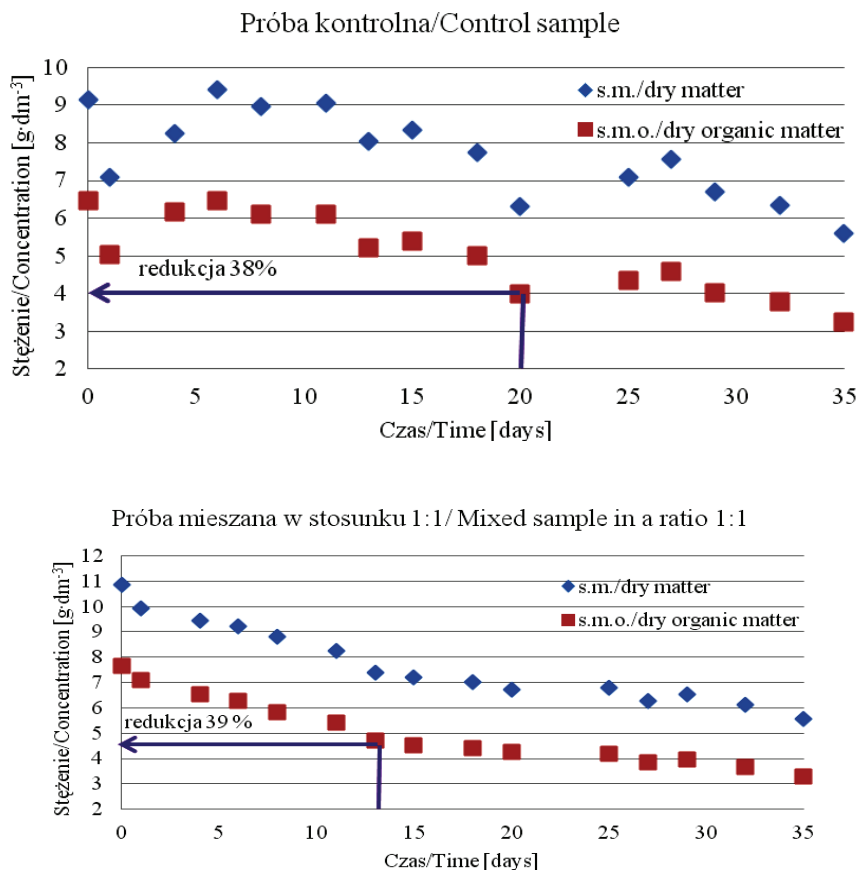 Próba kontrolna/Control sample
Stężenie/Concentration [g·dm-3]
10
9
8
7
6
5
4
3
2
s.m./dry matter
s.m.o./dry organic matter
redukcja 38%
0 5 10 15 20 25 30 35
Czas/Time [days]
Próba mieszana w stosunku 1:1/ Mixed sample in a ratio 1:1
Stężenie/Concentration [g·dm-3]
12
11
10
9
8
7
6
5
4
3
2
s.m./dry matter
s.m.o./dry organic matter
redukcja 39 %
0 5 10 15 20 25 30 35
Czas/Time [days]